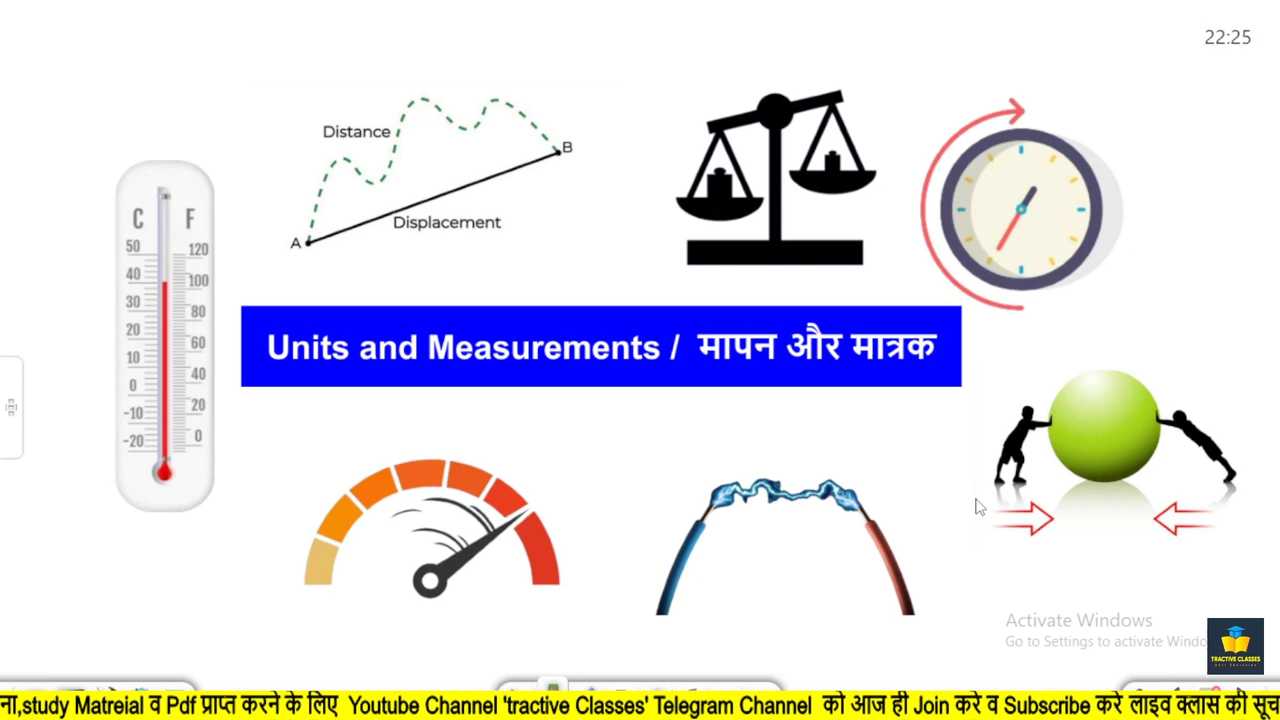 22:25
Distance
B
Displacement
A
C F
50 120
40 100
30 80
20 60
10 40
0 20
-10 0
-20
Units and Measurements / मापन और मात्रक
Activate Windows
Go to Settings to activate Windo
TRACTIVE CLASSES
ना,study Matreial व Pdf प्राप्त करने के लिए Youtube Channel 'tractive Classes' Telegram Channel को आज ही Join करे व Subscribe करे लाइव क्लास की सूच